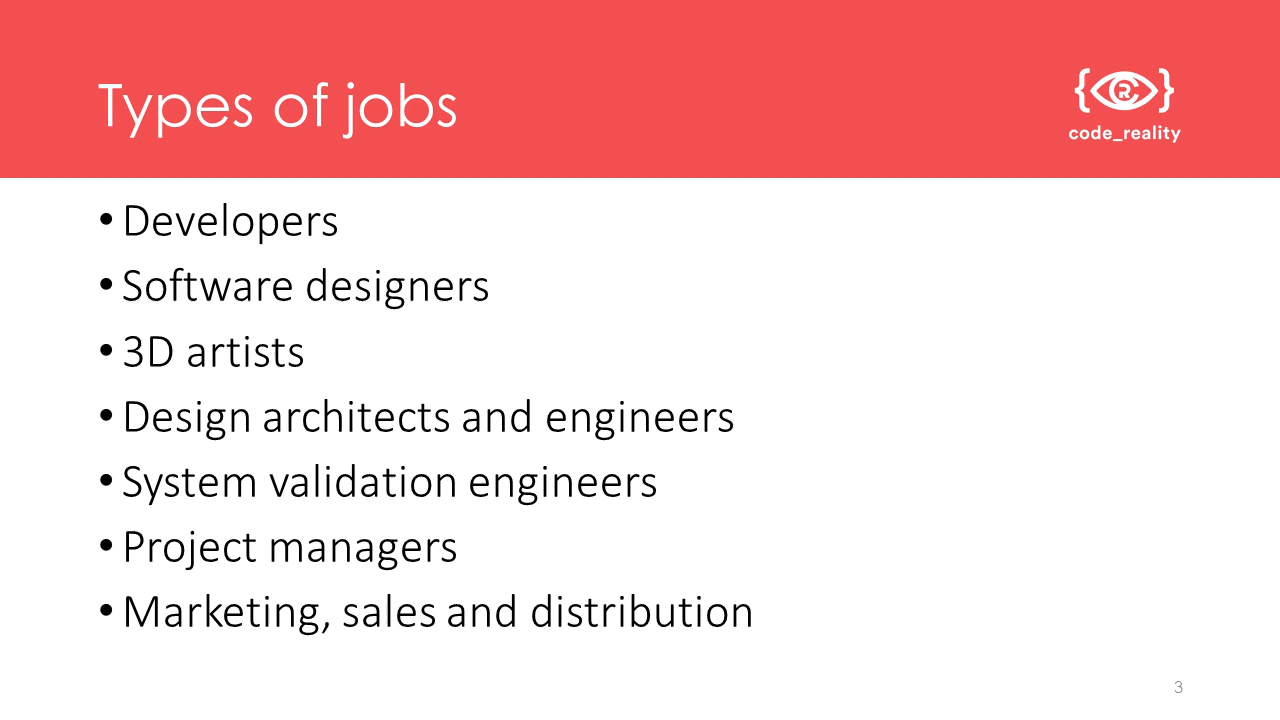 Types of jobs
{RC}
code_reality
• Developers
• Software designers
• 3D artists
• Design architects and engineers
• System validation engineers
• Project managers
• Marketing, sales and distribution
3